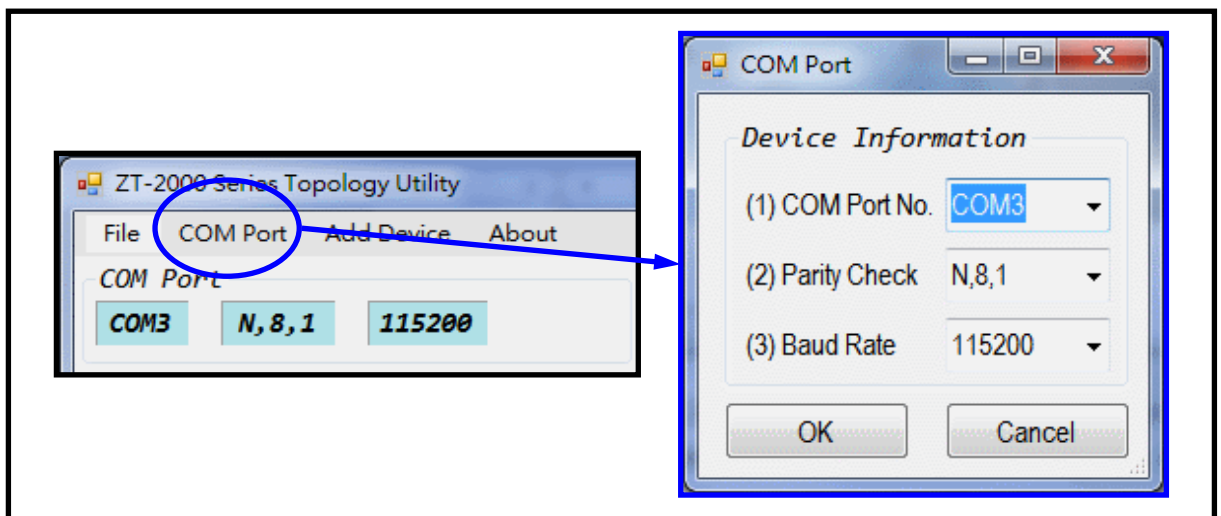 ZT-2000 Series Topology Utility
File COM Port Add Device About
COM Port
COM3 N,8,1 115200
COM Port
Device Information
(1) COM Port No. COM3
(2) Parity Check N,8,1
(3) Baud Rate 115200
OK Cancel